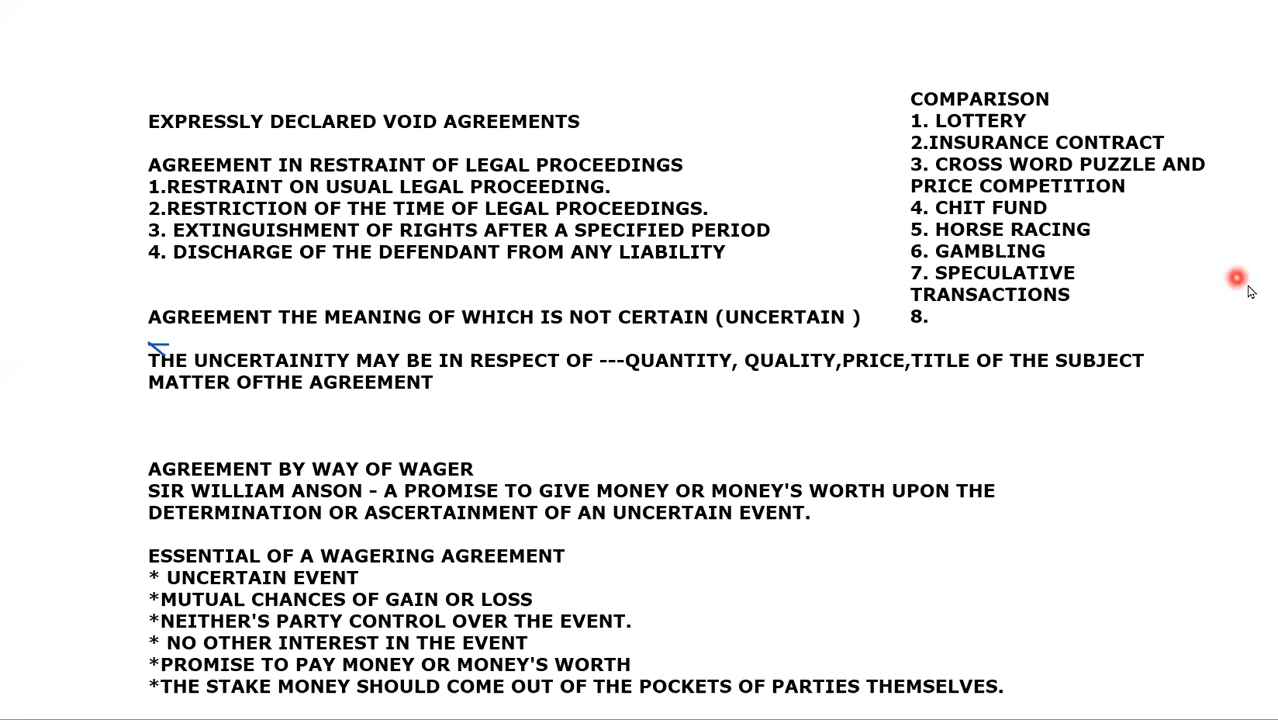 EXPRESSLY DECLARED VOID AGREEMENTS
AGREEMENT IN RESTRAINT OF LEGAL PROCEEDINGS
1.RESTRAINT ON USUAL LEGAL PROCEEDING.
2.RESTRICTION OF THE TIME OF LEGAL PROCEEDINGS.
3. EXTINGUISHMENT OF RIGHTS AFTER A SPECIFIED PERIOD
4. DISCHARGE OF THE DEFENDANT FROM ANY LIABILITY
AGREEMENT THE MEANING OF WHICH IS NOT CERTAIN (UNCERTAIN )
THE UNCERTAINITY MAY BE IN RESPECT OF ---QUANTITY, QUALITY,PRICE,TITLE OF THE SUBJECT
MATTER OFTHE AGREEMENT
AGREEMENT BY WAY OF WAGER
SIR WILLIAM ANSON - A PROMISE TO GIVE MONEY OR MONEY'S WORTH UPON THE
DETERMINATION OR ASCERTAINMENT OF AN UNCERTAIN EVENT.
ESSENTIAL OF A WAGERING AGREEMENT
* UNCERTAIN EVENT
*MUTUAL CHANCES OF GAIN OR LOSS
*NEITHER'S PARTY CONTROL OVER THE EVENT.
* NO OTHER INTEREST IN THE EVENT
*PROMISE TO PAY MONEY OR MONEY'S WORTH
*THE STAKE MONEY SHOULD COME OUT OF THE POCKETS OF PARTIES THEMSELVES.
COMPARISON
1. LOTTERY
2.INSURANCE CONTRACT
3. CROSS WORD PUZZLE AND
PRICE COMPETITION
4. CHIT FUND
5. HORSE RACING
6. GAMBLING
7. SPECULATIVE
TRANSACTIONS
8.